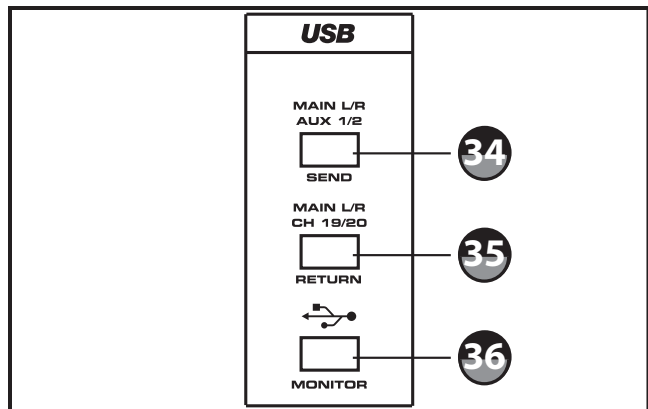 USB
MAIN L/R
AUX 1/2
34
SEND
MAIN L/R
CH 19/20
35
RETURN
36
MONITOR